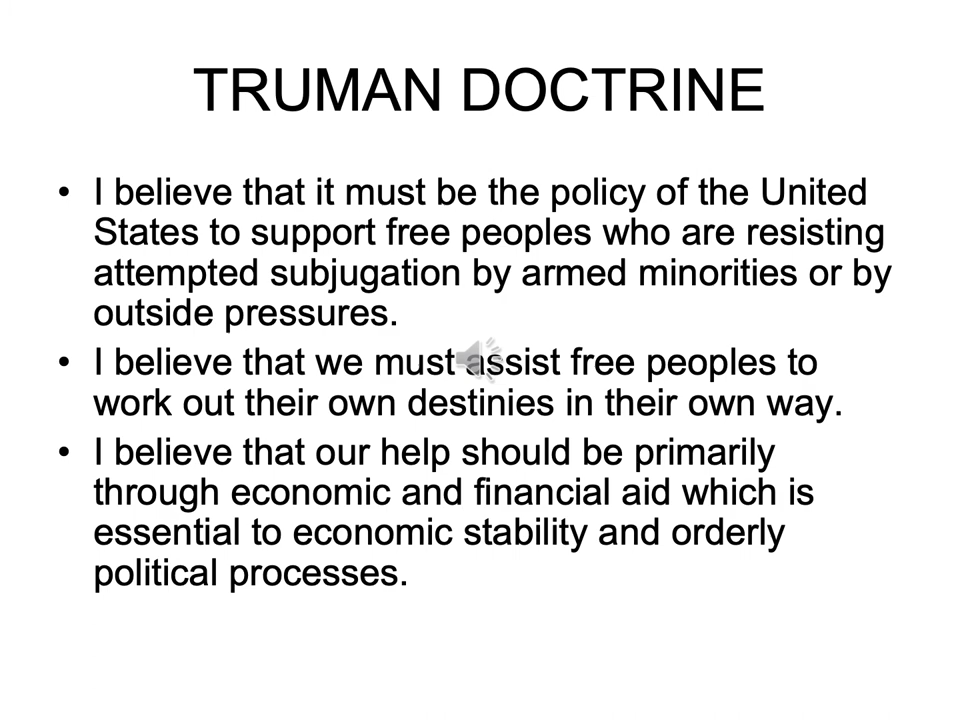 TRUMAN DOCTRINE
• I believe that it must be the policy of the United
States to support free peoples who are resisting
attempted subjugation by armed minorities or by
outside pressures.
• I believe that we must assist free peoples to
work out their own destinies in their own way.
• I believe that our help should be primarily
through economic and financial aid which is
essential to economic stability and orderly
political processes.